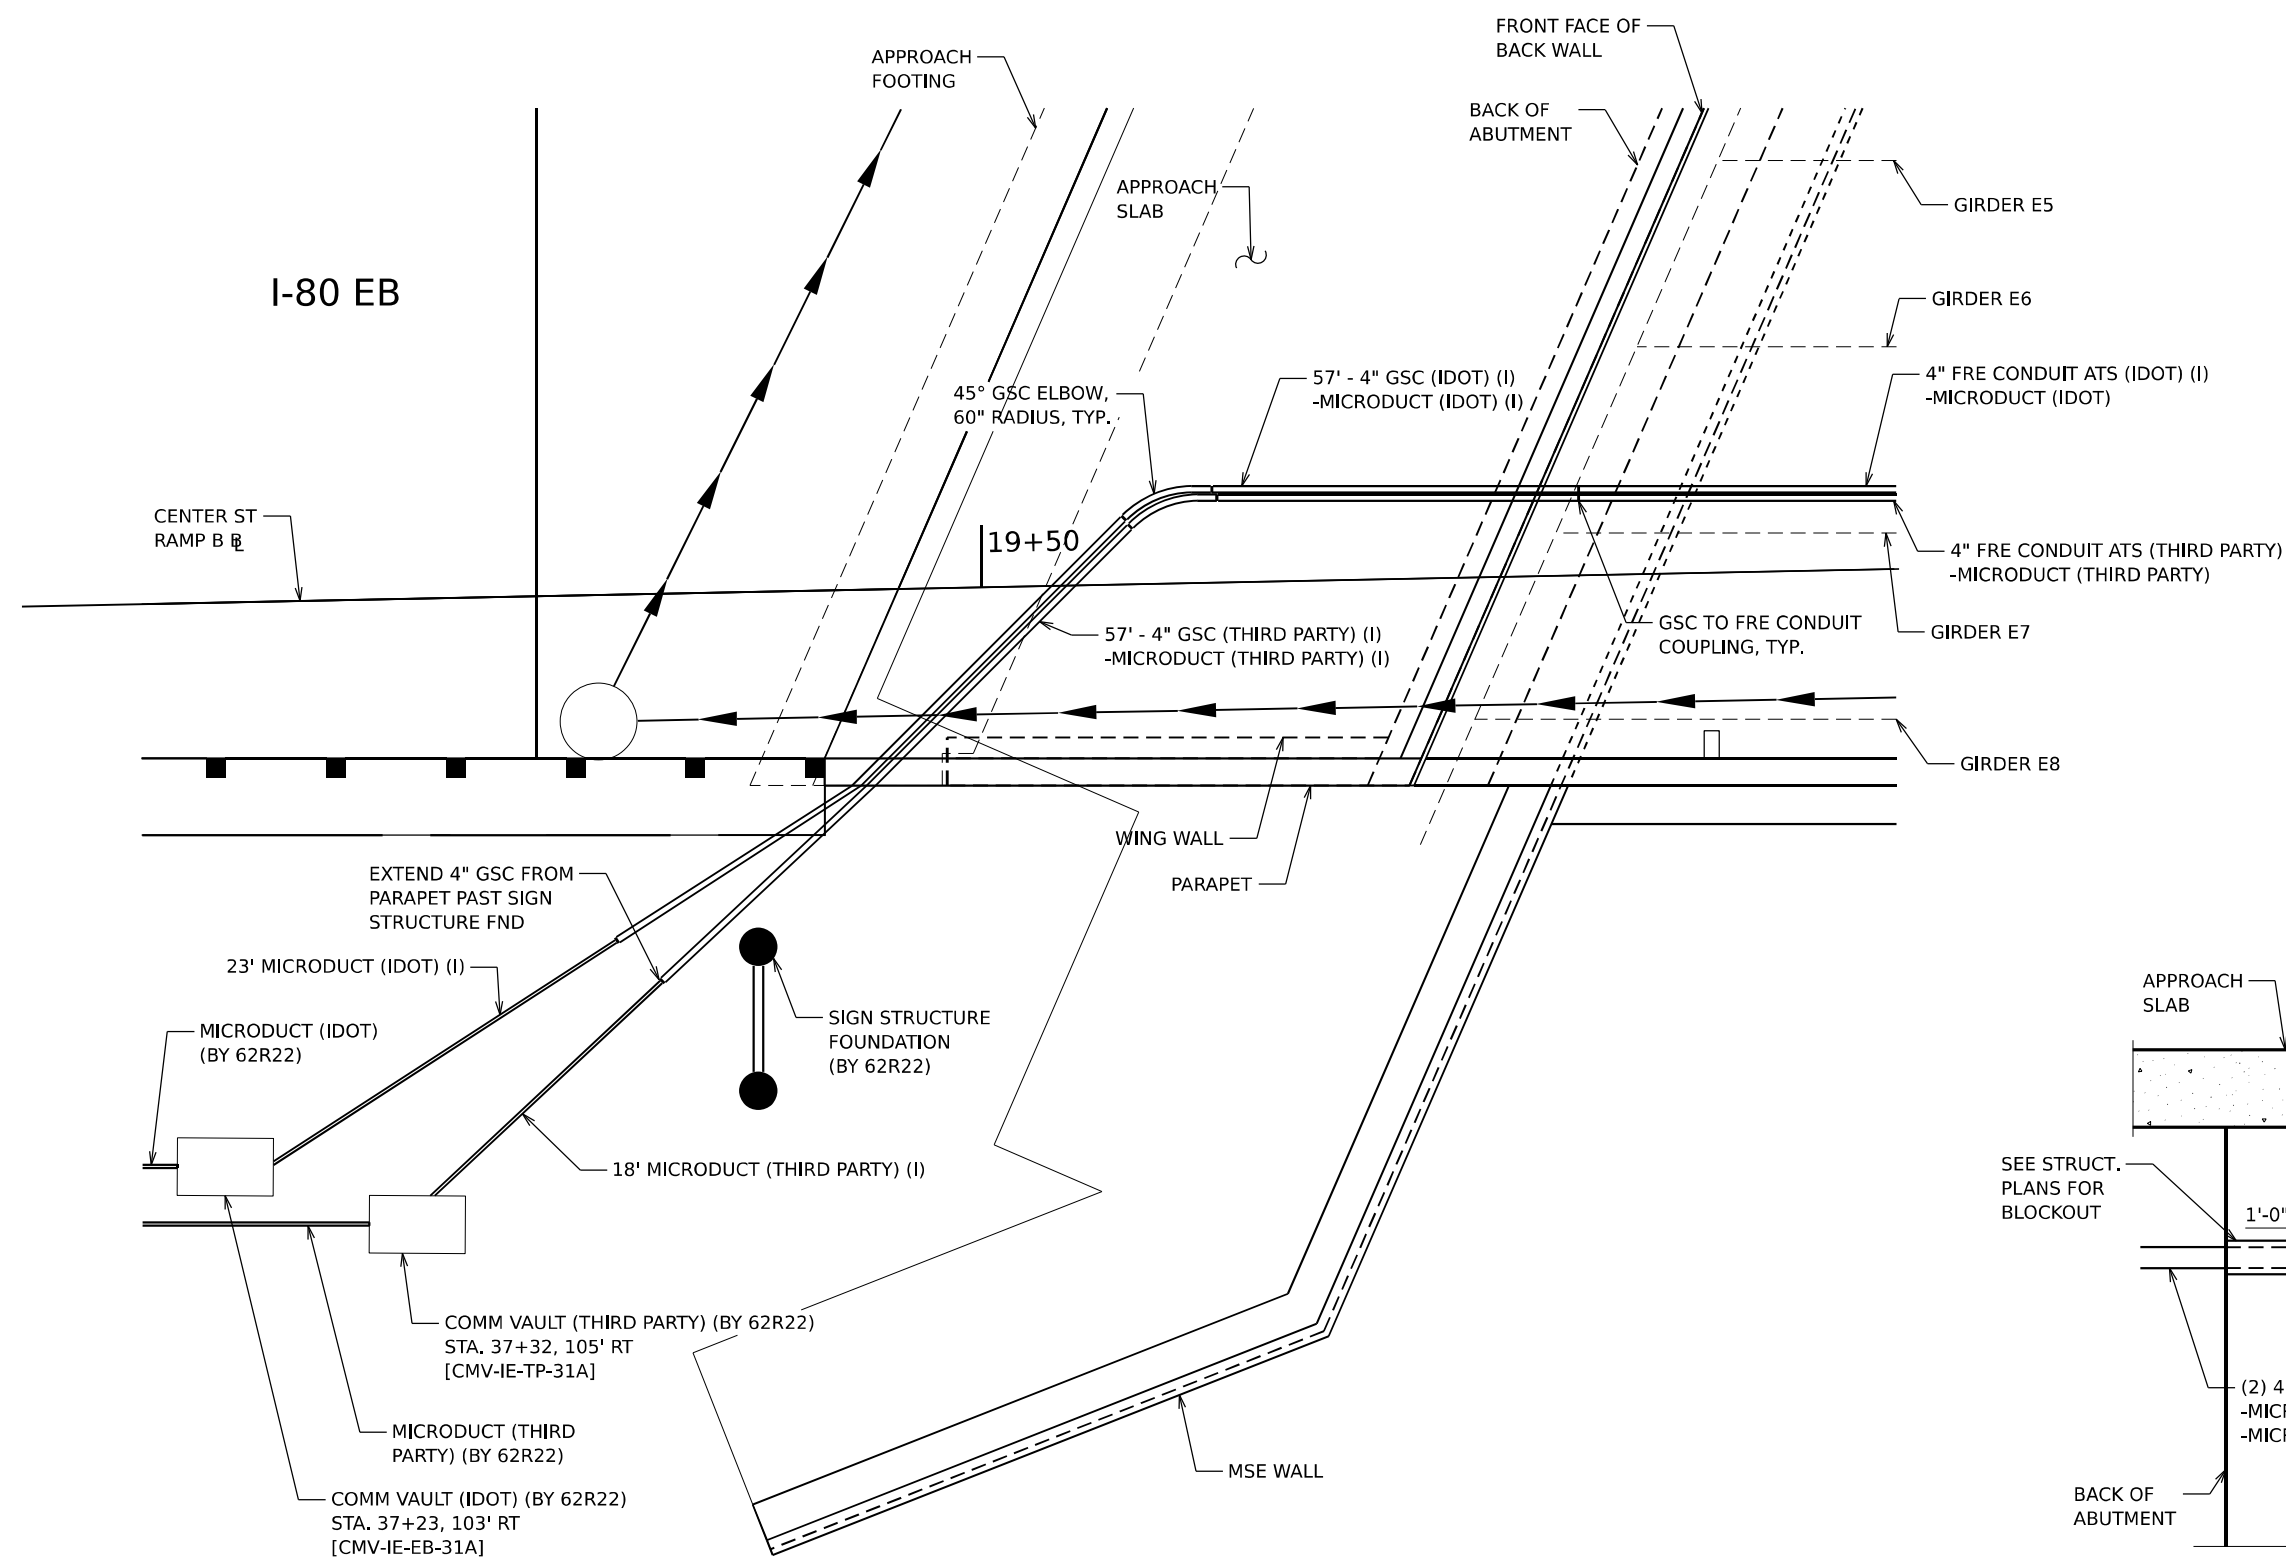 FRONT FACE OF
BACK WALL
APPROACH
FOOTING
BACK OF
ABUTMENT
APPROACH
SLAB
GIRDER E5
I-80 EB
GIRDER E6
45° GSC ELBOW,
60" RADIUS, TYP.
57' - 4" GSC (IDOT) (I)
-MICRODUCT (IDOT) (I)
4" FRE CONDUIT ATS (IDOT) (I)
-MICRODUCT (IDOT)
CENTER ST
RAMP B ⅊
19+50
4" FRE CONDUIT ATS (THIRD PARTY)
-MICRODUCT (THIRD PARTY)
57' - 4" GSC (THIRD PARTY) (I)
-MICRODUCT (THIRD PARTY) (I)
GSC TO FRE CONDUIT
COUPLING, TYP.
GIRDER E7
GIRDER E8
WING WALL
PARAPET
EXTEND 4" GSC FROM
PARAPET PAST SIGN
STRUCTURE FND
23' MICRODUCT (IDOT) (I)
MICRODUCT (IDOT)
(BY 62R22)
SIGN STRUCTURE
FOUNDATION
(BY 62R22)
APPROACH
SLAB
18' MICRODUCT (THIRD PARTY) (I)
SEE STRUCT.
PLANS FOR
BLOCKOUT
1'-0"
COMM VAULT (THIRD PARTY) (BY 62R22)
STA. 37+32, 105' RT
[CMV-IE-TP-31A]
(2) 4
-MICR
-MICR
MICRODUCT (THIRD
PARTY) (BY 62R22)
MSE WALL
COMM VAULT (IDOT) (BY 62R22)
STA. 37+23, 103' RT
[CMV-IE-EB-31A]
BACK OF
ABUTMENT